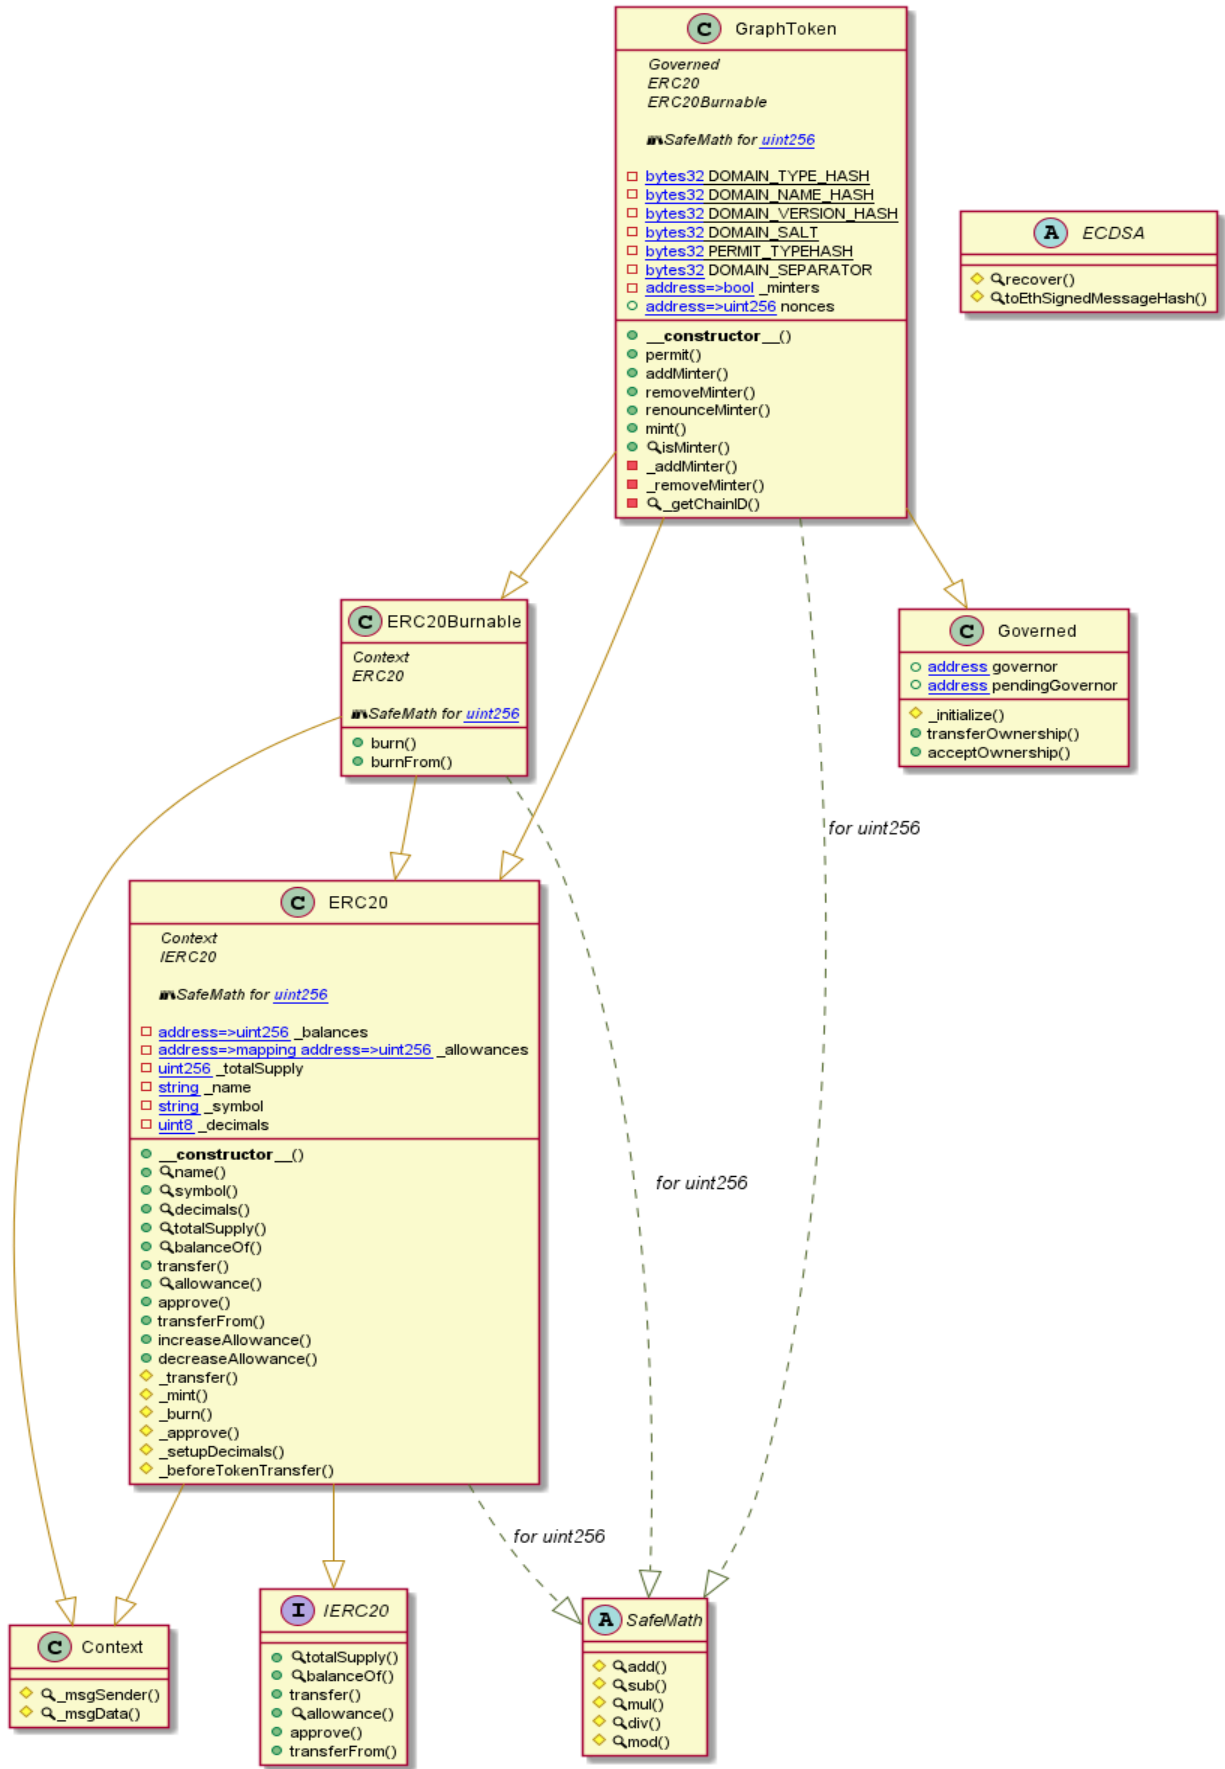 C GraphToken
Governed
ERC20
ERC20Burnable
SafeMath for uint256
bytes32 DOMAIN_TYPE_HASH
bytes32 DOMAIN_NAME_HASH
bytes32 DOMAIN_VERSION_HASH
bytes32 DOMAIN_SALT
bytes32 PERMIT_TYPEHASH
bytes32 DOMAIN_SEPARATOR
address=>bool _minters
address=>uint256 nonces
__constructor__()
permit()
addMinter()
removeMinter()
renounceMinter()
mint()
isMinter()
_addMinter()
_removeMinter()
_getChainID()
A ECDSA
recover()
toEthSignedMessageHash()
C ERC20Burnable
Context
ERC20
SafeMath for uint256
burn()
burnFrom()
C Governed
address governor
address pendingGovernor
_initialize()
transferOwnership()
acceptOwnership()
for uint256
C ERC20
Context
IERC20
SafeMath for uint256
address=>uint256 _balances
address=>mapping address=>uint256 _allowances
uint256 _totalSupply
string _name
string _symbol
uint8 _decimals
__constructor__()
name()
symbol()
decimals()
totalSupply()
balanceOf()
transfer()
allowance()
approve()
transferFrom()
increaseAllowance()
decreaseAllowance()
_transfer()
_mint()
_burn()
_approve()
_setupDecimals()
_beforeTokenTransfer()
for uint256
for uint256
C Context
_msgSender()
_msgData()
I IERC20
totalSupply()
balanceOf()
transfer()
allowance()
approve()
transferFrom()
A SafeMath
add()
sub()
mul()
div()
mod()